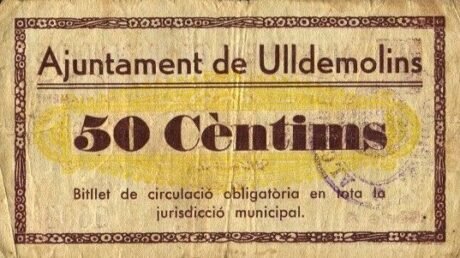 Ajuntament de Ulldemolins
50 Cèntims
Bitllet de circulació obligatòria en tota la
jurisdicció municipal.